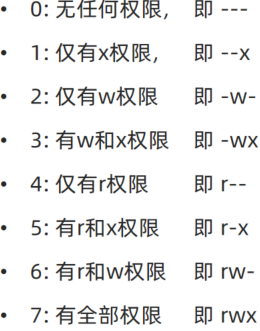 • 0: 无任何权限, 即 ---
• 1: 仅有x权限, 即 --x
• 2: 仅有w权限 即 -w-
• 3: 有w和x权限 即 -wx
• 4: 仅有r权限 即 r--
• 5: 有r和x权限 即 r-x
• 6: 有r和w权限 即 rw-
• 7: 有全部权限 即 rwx